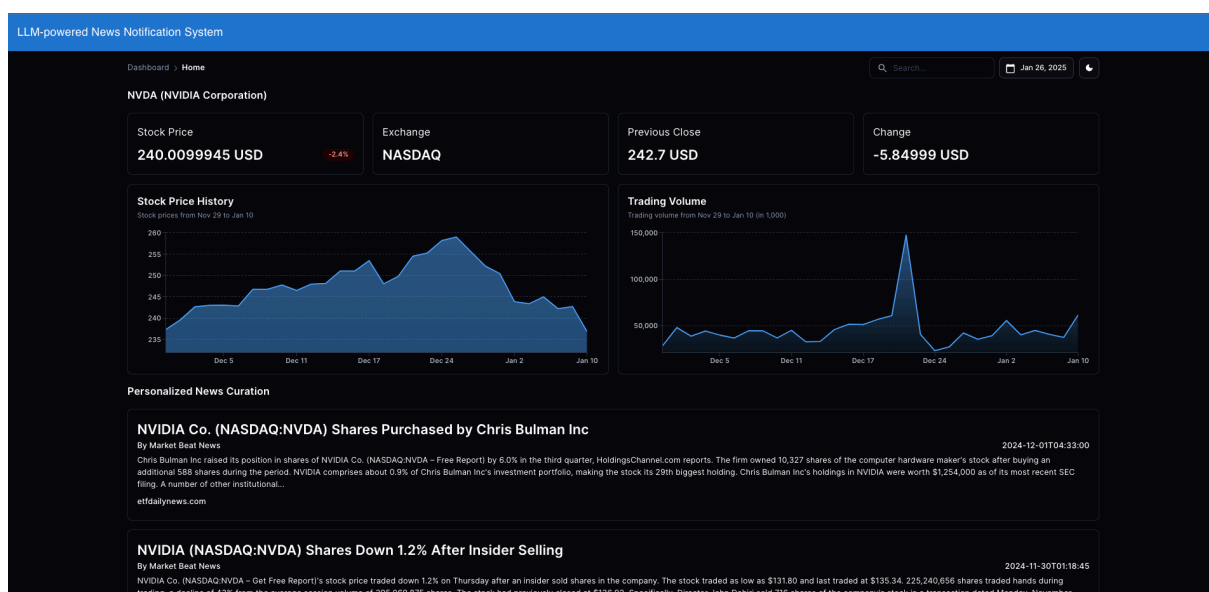 LLM-powered News Notification System
Dashboard > Home
Search...
Jan 26, 2025
NVDA (NVIDIA Corporation)
Stock Price
240.0099945 USD
-2.4%
Exchange
NASDAQ
Previous Close
242.7 USD
Change
-5.84999 USD
Stock Price History
Stock prices from Nov 29 to Jan 10
260
255
250
245
240
235
Dec 5 Dec 11 Dec 17 Dec 24 Jan 2 Jan 10
Trading Volume
Trading volume from Nov 29 to Jan 10 (in 1,000)
150,000
100,000
50,000
Dec 5 Dec 11 Dec 17 Dec 24 Jan 2 Jan 10
Personalized News Curation
NVIDIA Co. (NASDAQ:NVDA) Shares Purchased by Chris Bulman Inc
By Market Beat News 2024-12-01T04:33:00
Chris Bulman Inc raised its position in shares of NVIDIA Co. (NASDAQ:NVDA – Free Report) by 6.0% in the third quarter, HoldingsChannel.com reports. The firm owned 10,327 shares of the computer hardware maker's stock after buying an
additional 588 shares during the period. NVIDIA comprises about 0.9% of Chris Bulman Inc's investment portfolio, making the stock its 29th biggest holding. Chris Bulman Inc's holdings in NVIDIA were worth $1,254,000 as of its most recent SEC
filing. A number of other institutional...
etfdailynews.com
NVIDIA (NASDAQ:NVDA) Shares Down 1.2% After Insider Selling
By Market Beat News 2024-11-30T01:18:45
NVIDIA Co. (NASDAQ:NVDA – Get Free Report)'s stock price traded down 1.2% on Thursday after an insider sold shares in the company. The stock traded as low as $131.80 and last traded at $135.34. 225,240,656 shares traded hands during